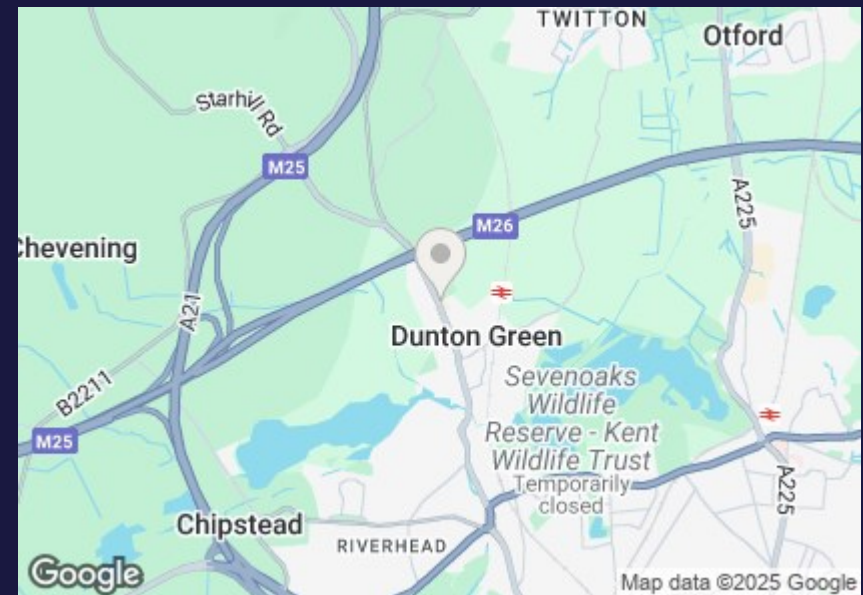 TWITTON
Otford
Starhill Rd
M25
A225
M26
Chevening
A21
Dunton Green
B2211
Sevenoaks
Wildlife
Reserve - Kent
Wildlife Trust
Temporarily
closed
M25
A225
Chipstead
RIVERHEAD
Google
Map data ©2025 Google